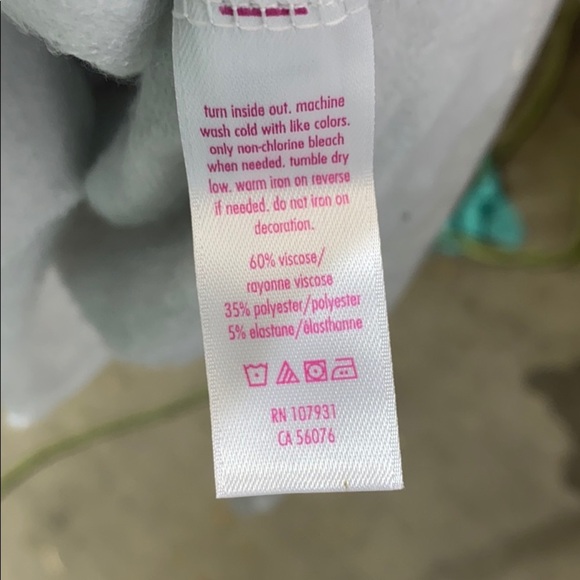 turn inside out. machine
wash cold with like colors.
only non-chlorine bleach
when needed. tumble dry
low. warm iron on reverse
if needed. do not iron on
decoration.
60% viscose/
rayonne viscose
35% polyester/polyester
5% elastane/élasthanne
RN 107931
CA 56076